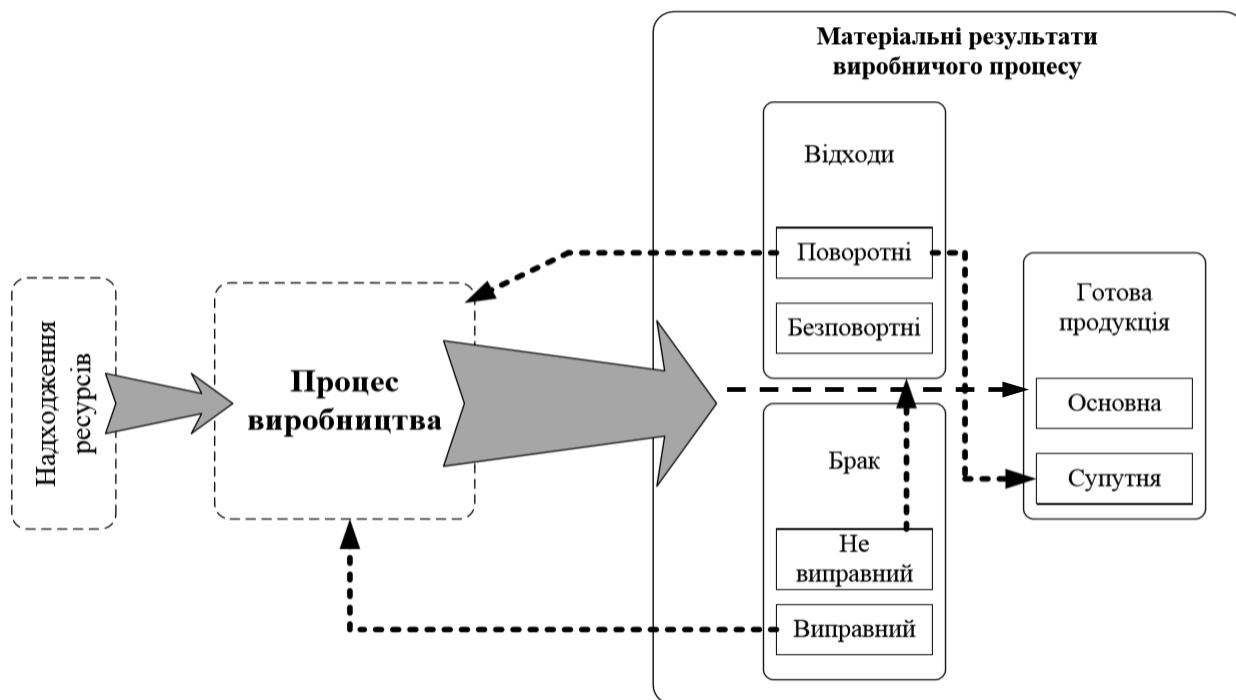 Матеріальні результати
виробничого процесу
Відходи
Поворотні
Безповортні
Готова
продукція
Основна
Супутня
Надходження
ресурсів
Процес
виробництва
Брак
Не
виправний
Виправний